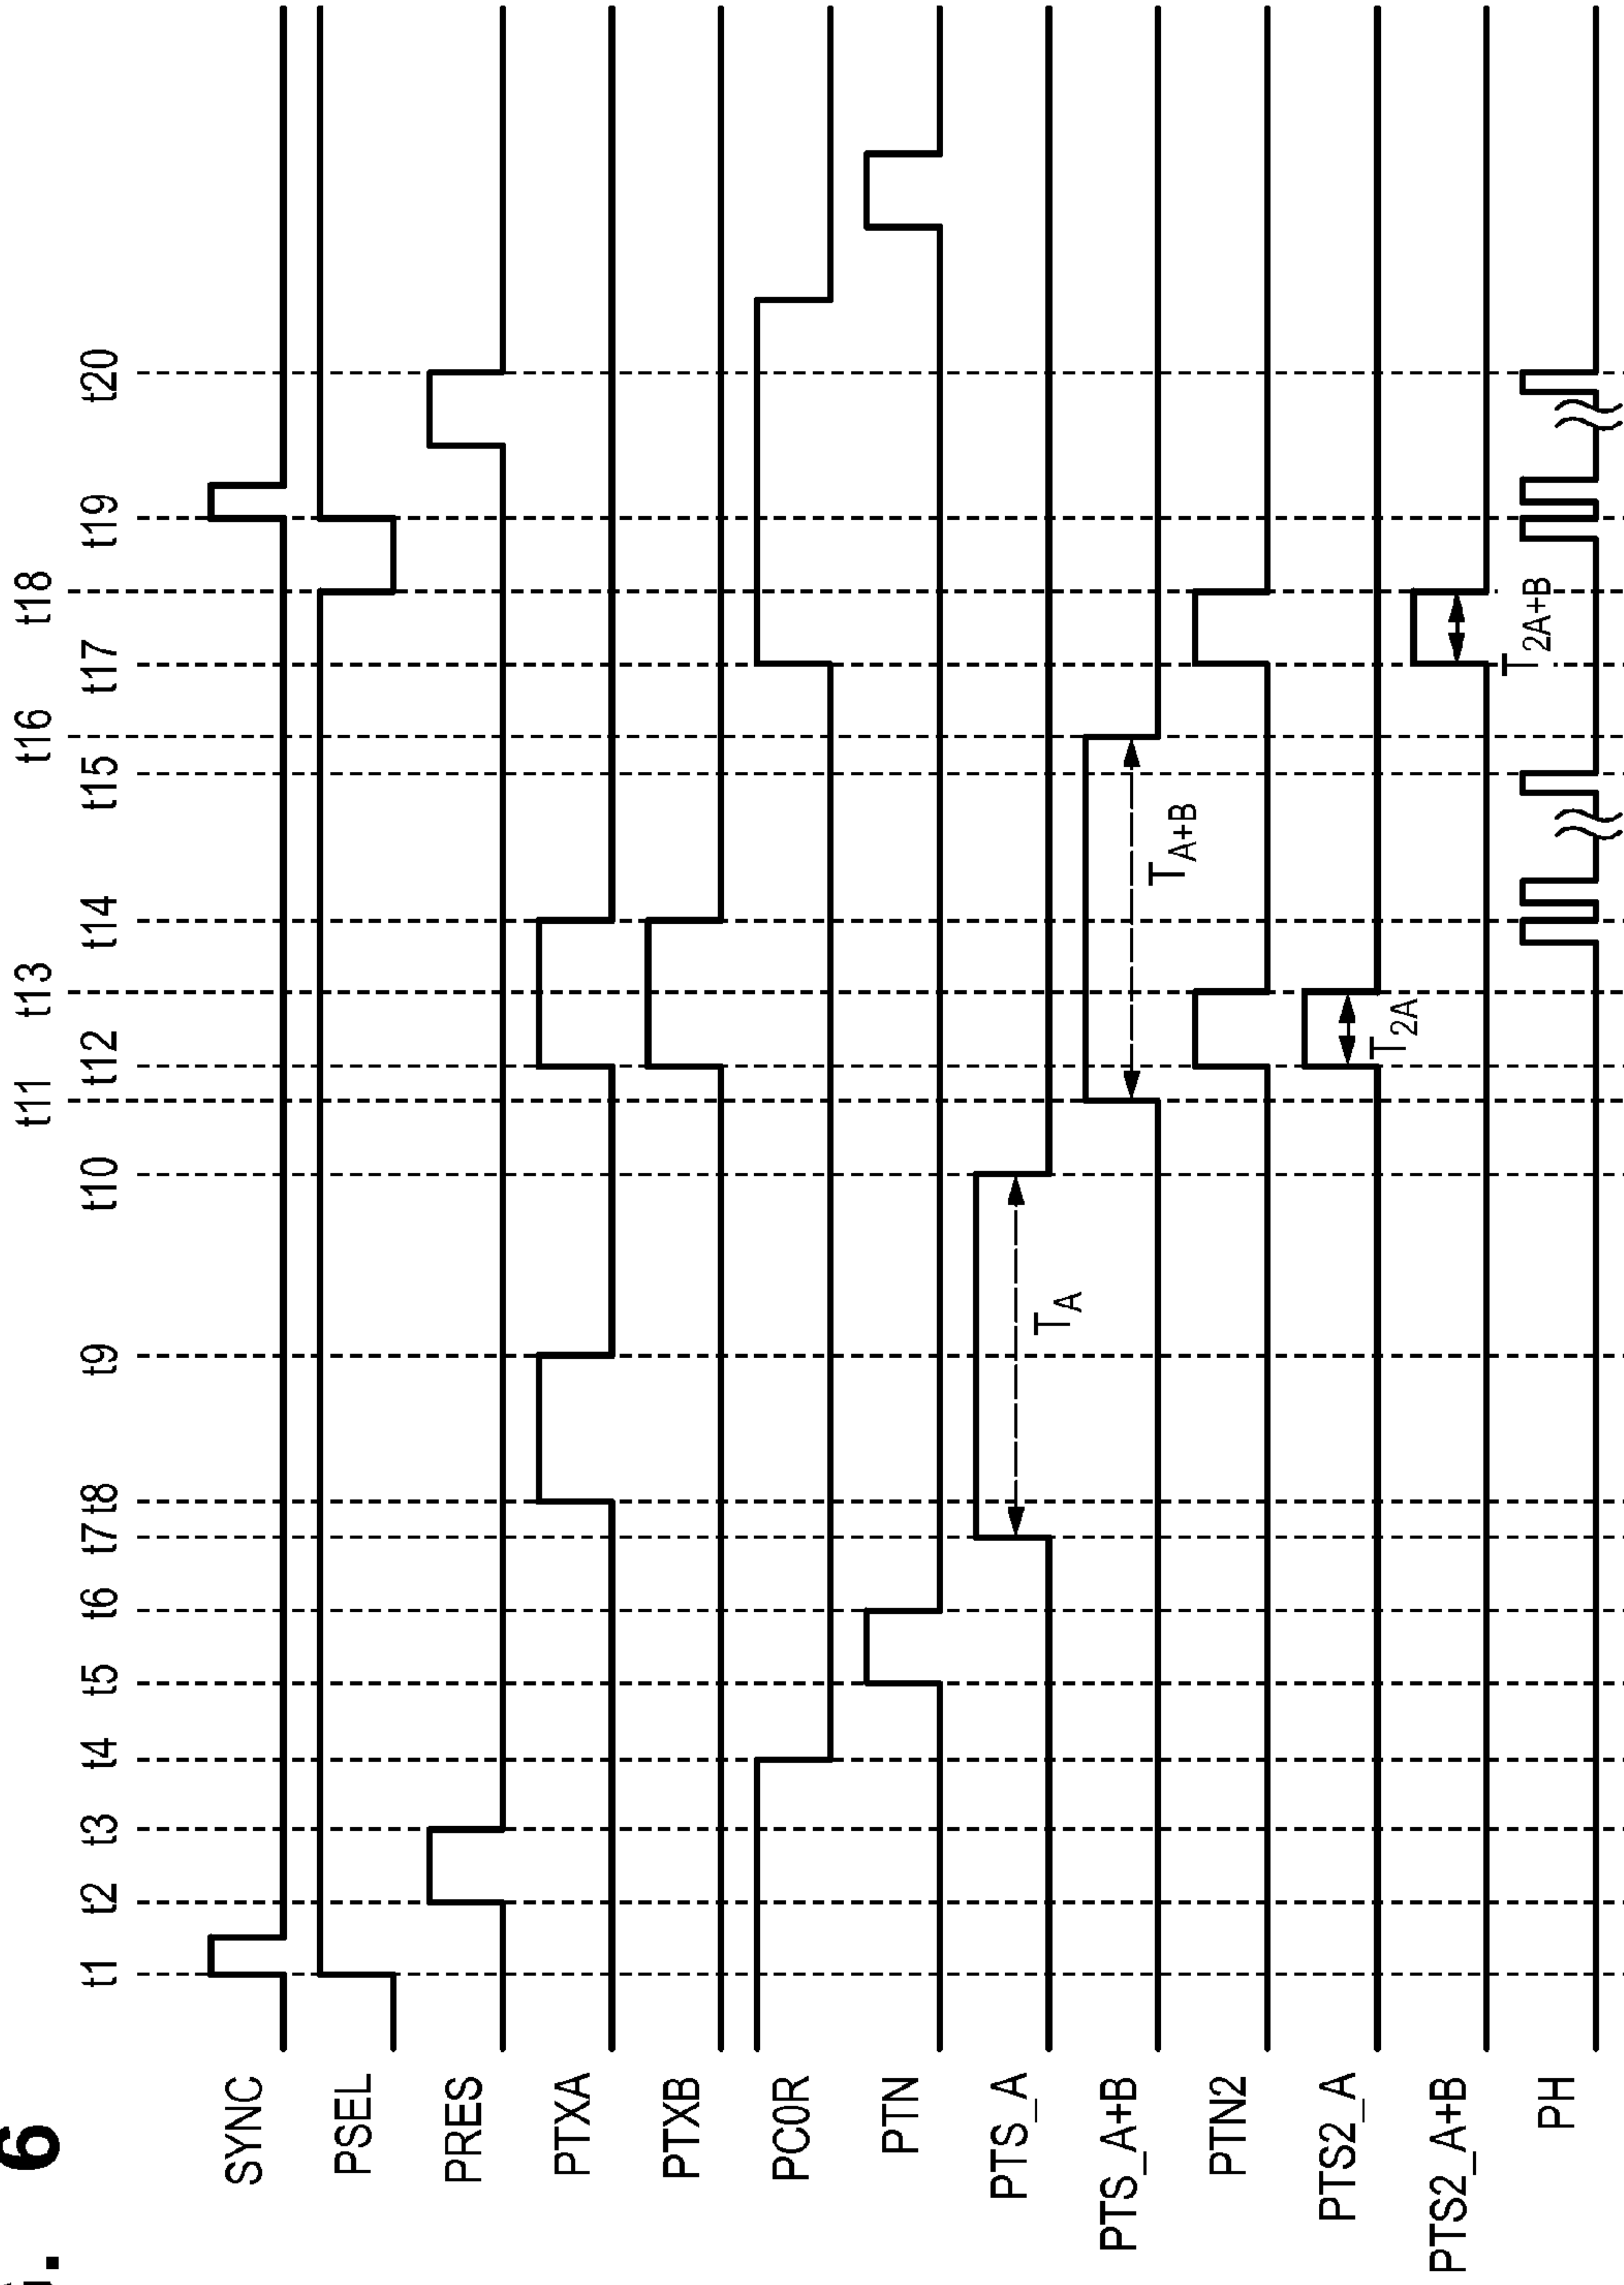 G. 6
t11 t13 t16 t18
t1 t2 t3 t4 t5 t6 t7 t8 t9 t10 t12 t14 t15 t17 t19 t20
SYNC
PSEL
PRES
PTXA
PTXB
PC0R
PTN
PTS_A
TA
PTS_A+B
TA+B
PTN2
PTS2_A
T2A
PTS2_A+B
T2A+B
PH